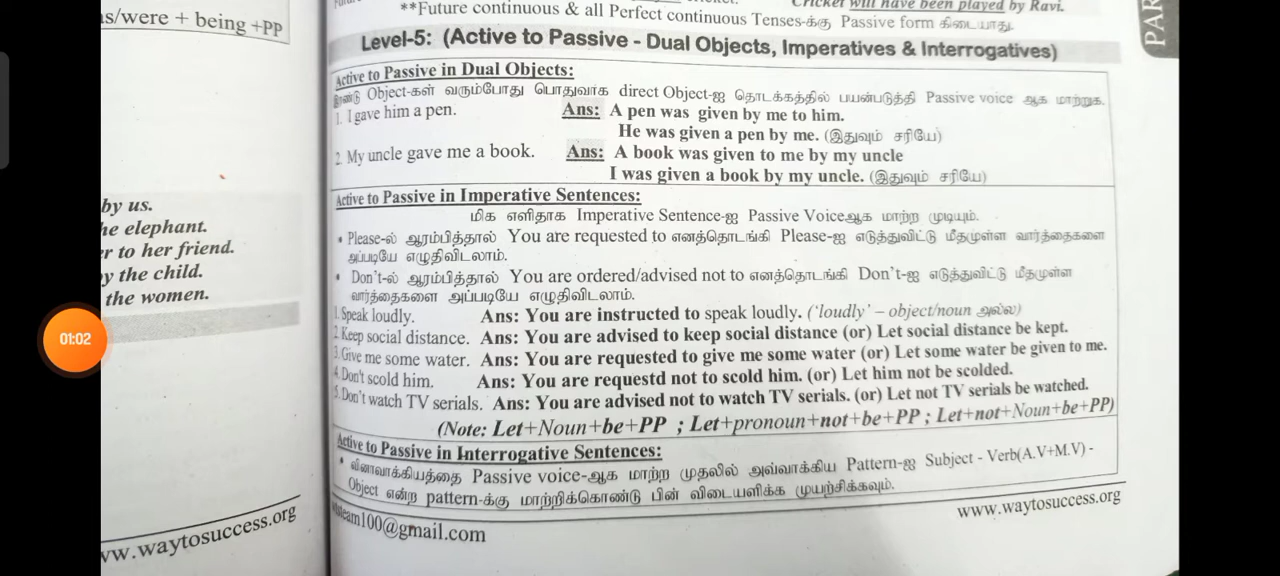 as/were + being +PP
by us.
he elephant.
er to her friend.
y the child.
the women.
ww.waytosuccess.org
Cricket will have been played by Ravi.
**Future continuous & all Perfect continuous Tenses-க்கு Passive form கிடையாது.
PAR
Level-5: (Active to Passive - Dual Objects, Imperatives & Interrogatives)
Active to Passive in Dual Objects:
இரண்டு Object-கள் வரும்போது பொதுவாக direct Object-ஐ தொடக்கத்தில் பயன்படுத்தி Passive voice ஆக மாற்றுக.
1. I gave him a pen. Ans: A pen was given by me to him.
He was given a pen by me. (இதுவும் சரியே)
2. My uncle gave me a book. Ans: A book was given to me by my uncle
I was given a book by my uncle. (இதுவும் சரியே)
Active to Passive in Imperative Sentences:
மிக எளிதாக Imperative Sentence-ஐ Passive Voiceஆக மாற்ற முடியும்.
• Please-ல் ஆரம்பித்தால் You are requested to எனத்தொடங்கி Please-ஐ எடுத்துவிட்டு மீதமுள்ள வார்த்தைகளை
அப்படியே எழுதிவிடலாம்.
• Don't-ல் ஆரம்பித்தால் You are ordered/advised not to எனத்தொடங்கி Don't-ஐ எடுத்துவிட்டு மீதமுள்ள
வார்த்தைகளை அப்படியே எழுதிவிடலாம்.
1. Speak loudly. Ans: You are instructed to speak loudly. ('loudly' – object/noun அல்ல)
2. Keep social distance. Ans: You are advised to keep social distance (or) Let social distance be kept.
3. Give me some water. Ans: You are requested to give me some water (or) Let some water be given to me.
4. Don't scold him. Ans: You are requestd not to scold him. (or) Let him not be scolded.
5. Don't watch TV serials. Ans: You are advised not to watch TV serials. (or) Let not TV serials be watched.
(Note: Let+Noun+be+PP ; Let+pronoun+not+be+PP ; Let+not+Noun+be+PP)
Active to Passive in Interrogative Sentences:
• வினாவாக்கியத்தை Passive voice-ஆக மாற்ற முதலில் அவ்வாக்கிய Pattern-ஐ Subject - Verb(A.V+M.V) -
Object என்ற pattern-க்கு மாற்றிக்கொண்டு பின் விடையளிக்க முயற்சிக்கவும்.
team100@gmail.com www.waytosuccess.org
01:02